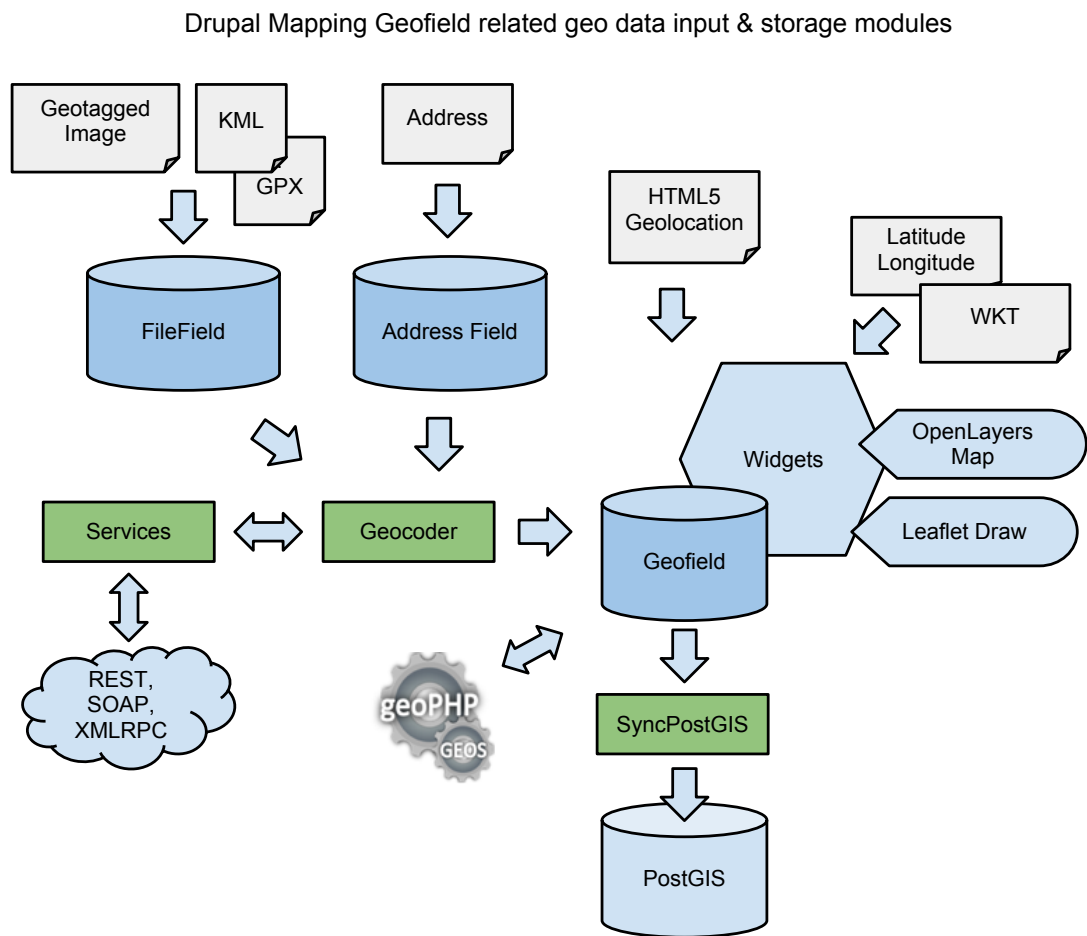 Drupal Mapping Geofield related geo data input & storage modules
Geotagged
Image
KML
GPX
Address
HTML5
Geolocation
Latitude
Longitude
WKT
FileField
Address Field
Widgets
OpenLayers
Map
Leaflet Draw
Services
Geocoder
Geofield
REST,
SOAP,
XMLRPC
geoPHP
GEOS
SyncPostGIS
PostGIS